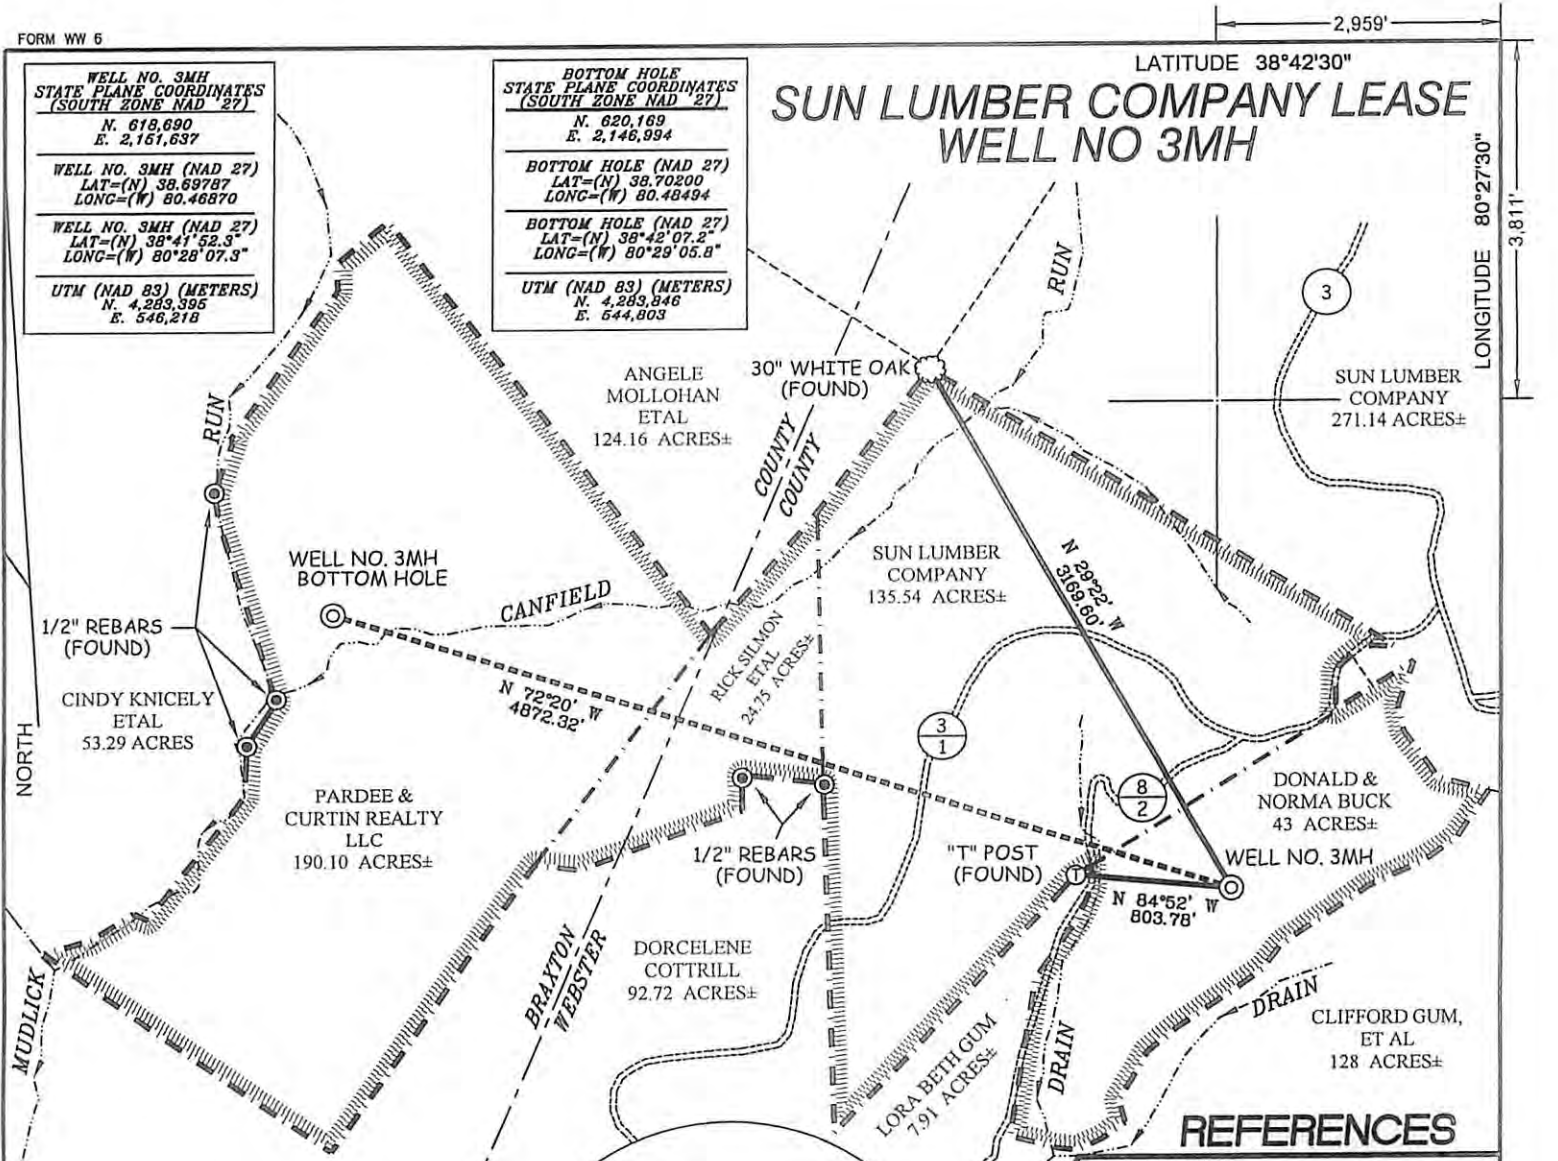 2,959'
FORM WW 6
WELL NO. 3MH
STATE PLANE COORDINATES
(SOUTH ZONE NAD '27)
N. 618,690
E. 2,151,637
WELL NO. 3MH (NAD 27)
LAT=(N) 38.69787
LONG=(W) 80.46870
WELL NO. 3MH (NAD 27)
LAT=(N) 38°41'52.3"
LONG=(W) 80°28'07.3"
UTM (NAD 83) (METERS)
N. 4,283,395
E. 546,218
BOTTOM HOLE
STATE PLANE COORDINATES
(SOUTH ZONE NAD '27)
N. 620,169
E. 2,146,994
BOTTOM HOLE (NAD 27)
LAT=(N) 38.70200
LONG=(W) 80.48494
BOTTOM HOLE (NAD 27)
LAT=(N) 38°42'07.2"
LONG=(W) 80°29'05.8"
UTM (NAD 83) (METERS)
N. 4,283,846
E. 544,803
LATITUDE 38°42'30"
SUN LUMBER COMPANY LEASE
WELL NO 3MH
LONGITUDE 80°27'30"
3,811'
RUN
3
ANGELE
MOLLOHAN
ETAL
124.16 ACRES±
30" WHITE OAK
(FOUND)
SUN LUMBER
COMPANY
271.14 ACRES±
RUN
COUNTY
COUNTY
WELL NO. 3MH
BOTTOM HOLE
CANFIELD
SUN LUMBER
COMPANY
135.54 ACRES±
N 29°22' W
3169.60'
1/2" REBARS
(FOUND)
RICK SILMON
ETAL
24.75 ACRES±
CINDY KNICELY
ETAL
53.29 ACRES
N 72°20' W
4872.32'
NORTH
3
1
8
2
DONALD &
NORMA BUCK
43 ACRES±
PARDEE &
CURTIN REALTY
LLC
190.10 ACRES±
1/2" REBARS
(FOUND)
"T" POST
(FOUND)
T
WELL NO. 3MH
N 84°52' W
803.78'
BRAXTON
WEBSTER
DORCELENE
COTTRILL
92.72 ACRES±
MUDLICK
LORA BETH GUM
7.91 ACRES±
DRAIN
DRAIN
CLIFFORD GUM,
ET AL
128 ACRES±
REFERENCES